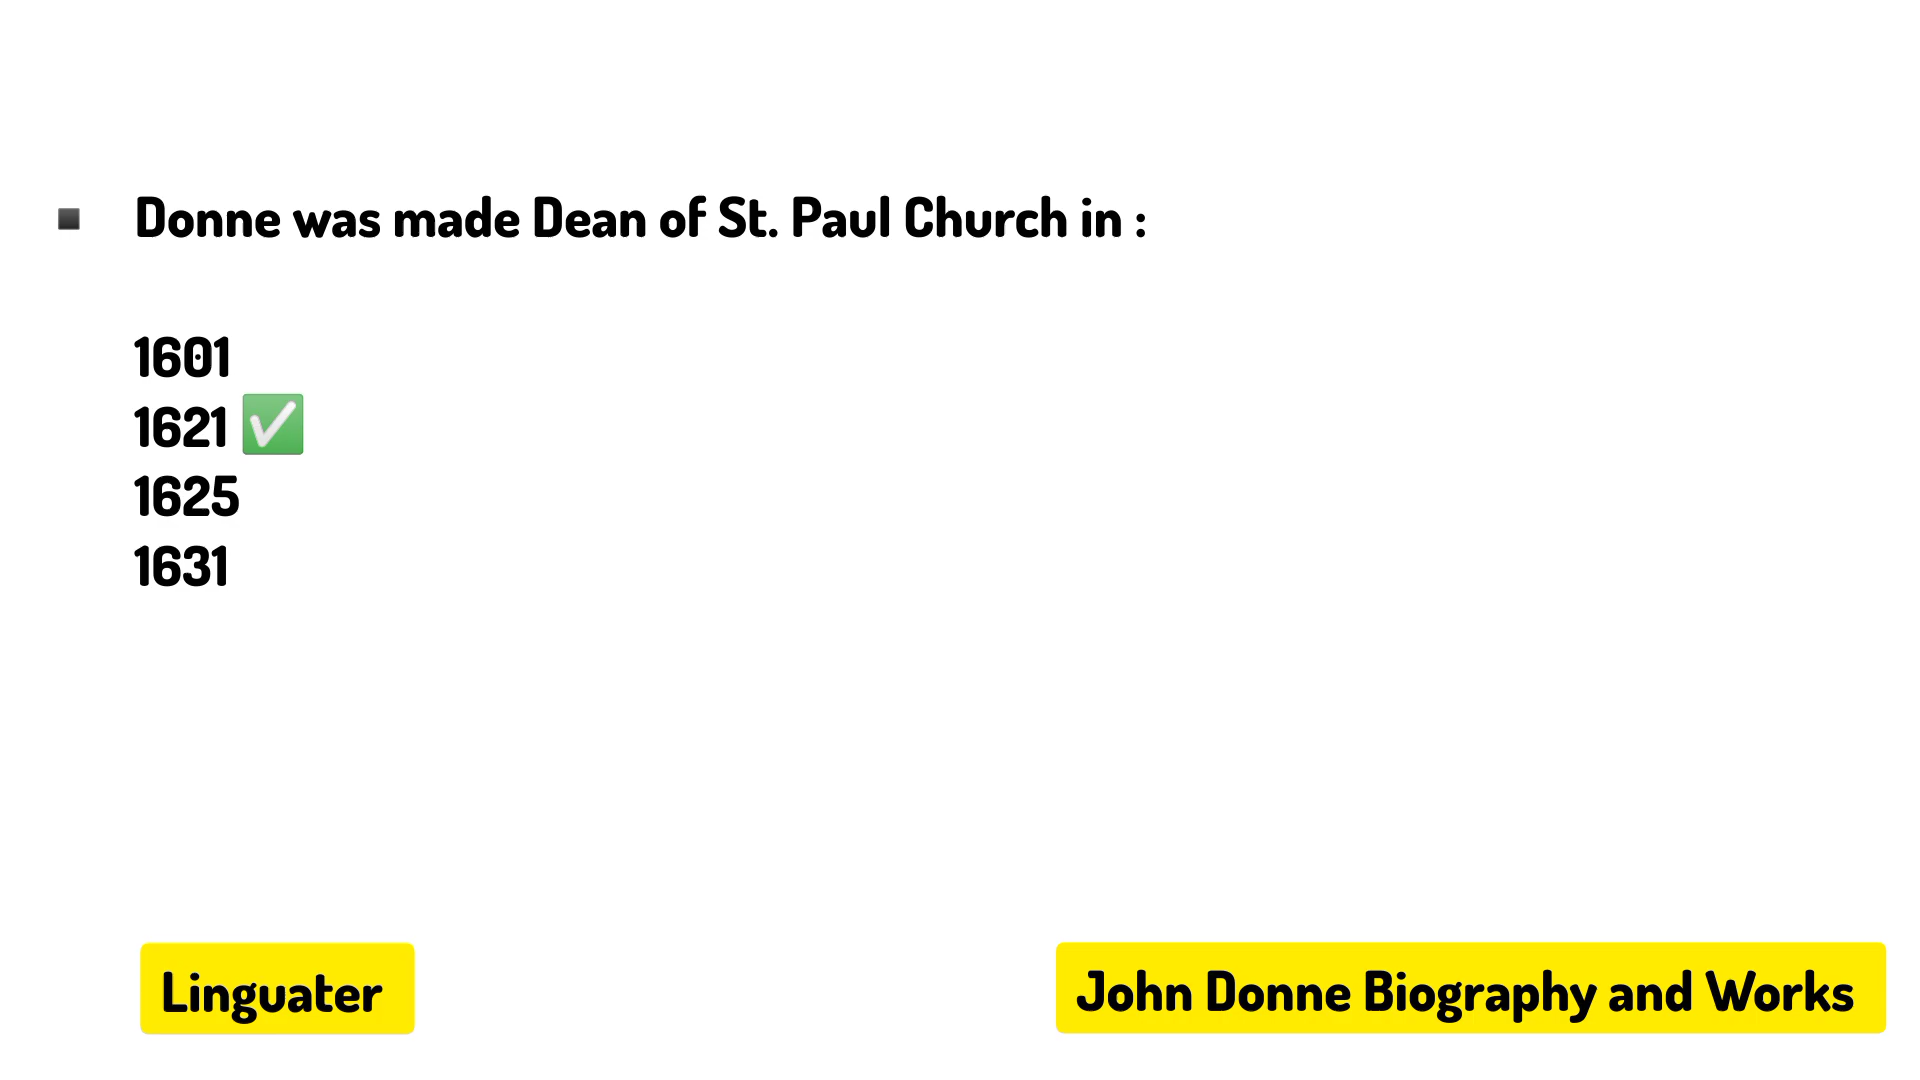 ▪ Donne was made Dean of St. Paul Church in :
1601
1621 ✅
1625
1631
Linguater
John Donne Biography and Works